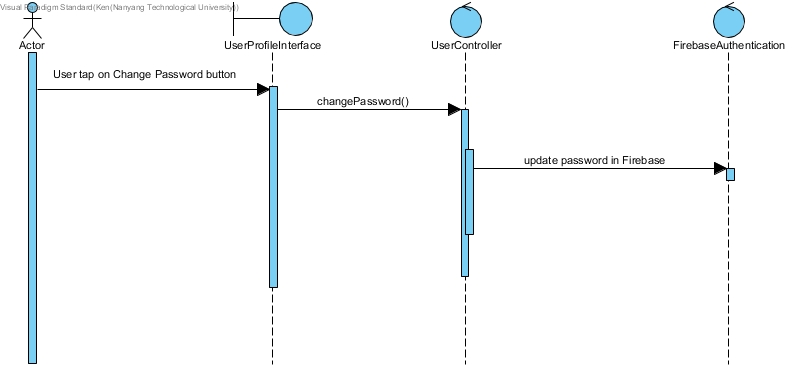 Visual Paradigm Standard(Ken(Nanyang Technological University))
Actor
UserProfileInterface
UserController
FirebaseAuthentication
User tap on Change Password button
changePassword()
update password in Firebase